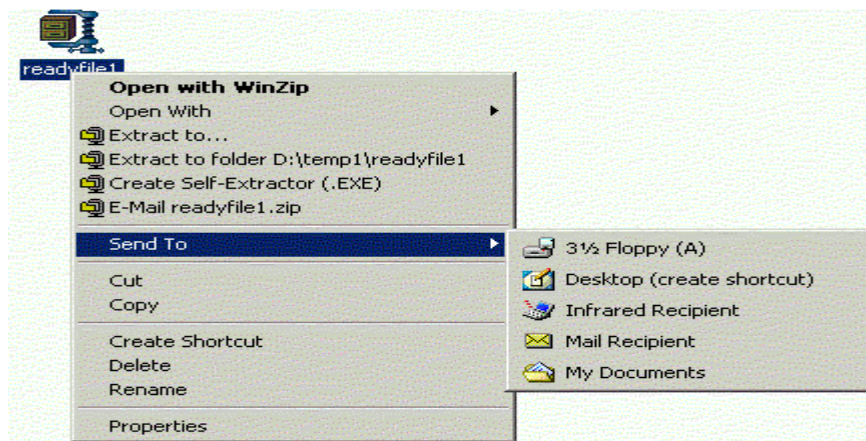 readyfile1
Open with WinZip
Open With
Extract to...
Extract to folder D:\temp1\readyfile1
Create Self-Extractor (.EXE)
E-Mail readyfile1.zip
Send To
3½ Floppy (A)
Desktop (create shortcut)
Infrared Recipient
Mail Recipient
My Documents
Cut
Copy
Create Shortcut
Delete
Rename
Properties